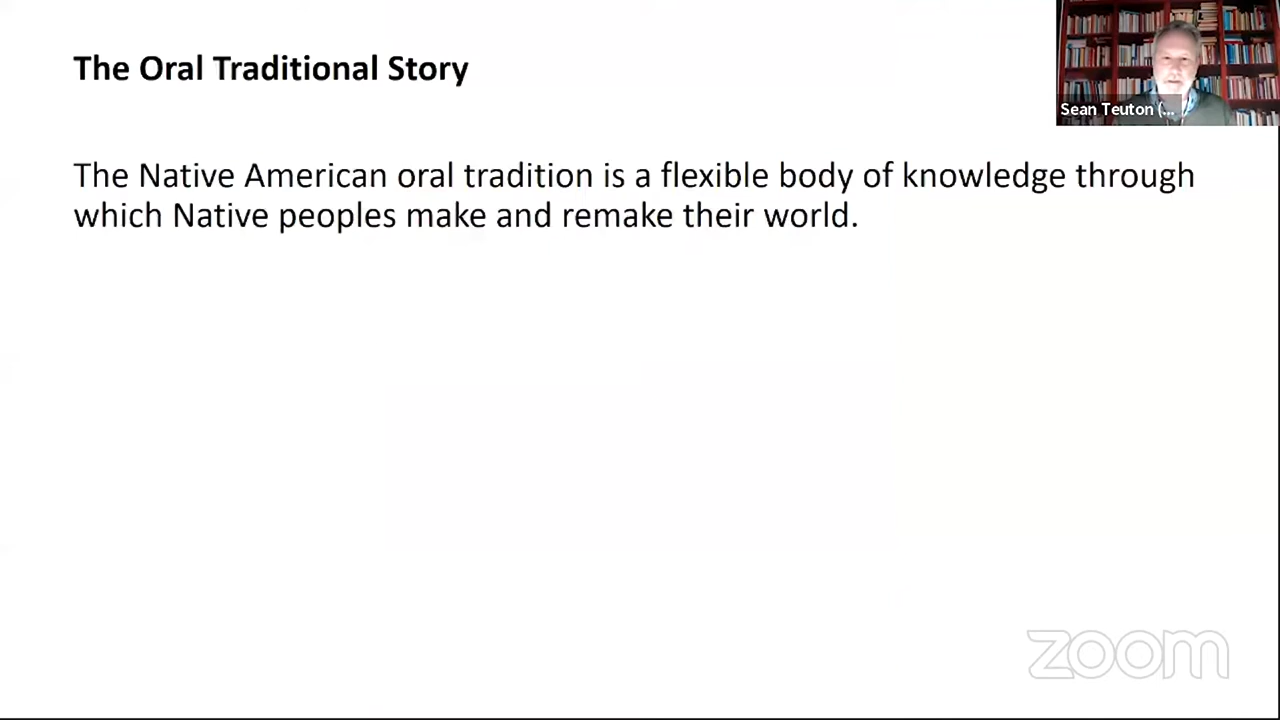 The Oral Traditional Story
Sean Teuton (...
The Native American oral tradition is a flexible body of knowledge through
which Native peoples make and remake their world.
zoom